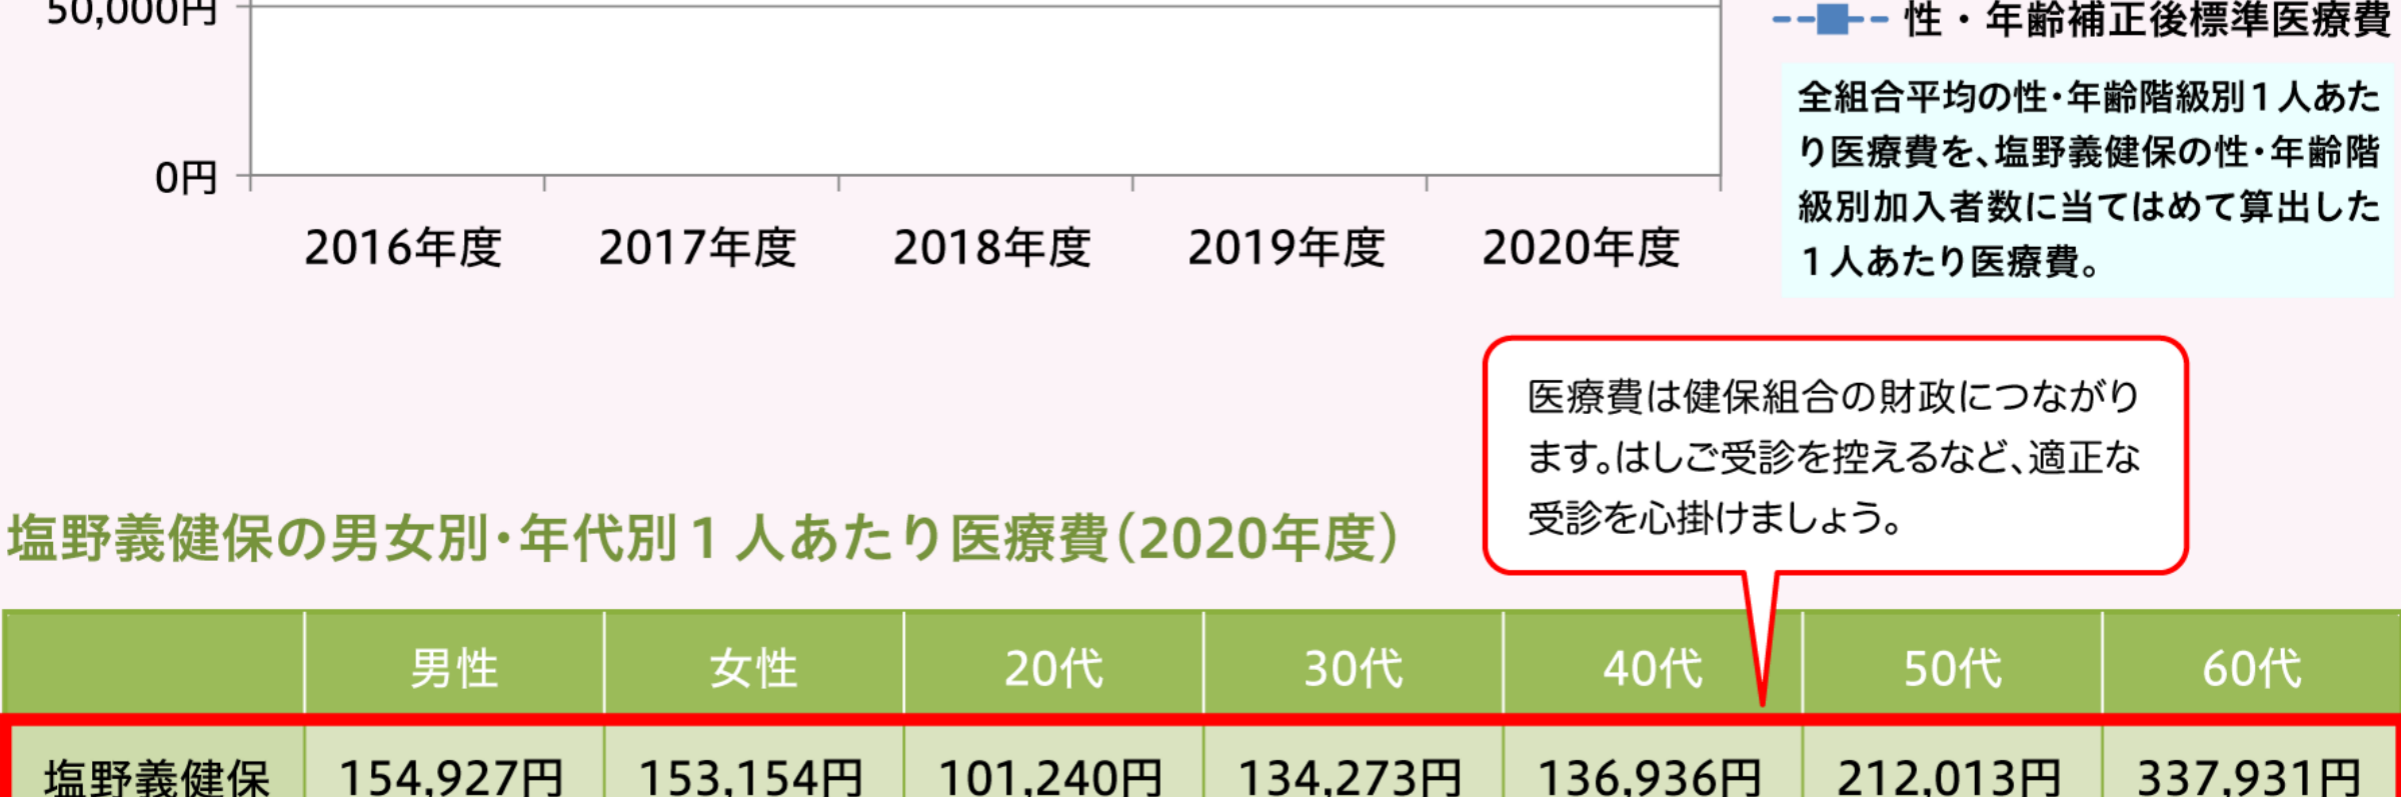 50,000円
性・年齢補正後標準医療費
全組合平均の性・年齢階級別1人あた
り医療費を、塩野義健保の性・年齢階
級別加入者数に当てはめて算出した
1人あたり医療費。
0円
2016年度 2017年度 2018年度 2019年度 2020年度
医療費は健保組合の財政につながり
ます。はしご受診を控えるなど、適正な
受診を心掛けましょう。
塩野義健保の男女別・年代別1人あたり医療費(2020年度)
男性 女性 20代 30代 40代 50代 60代
塩野義健保 154,927円 153,154円 101,240円 134,273円 136,936円 212,013円 337,931円